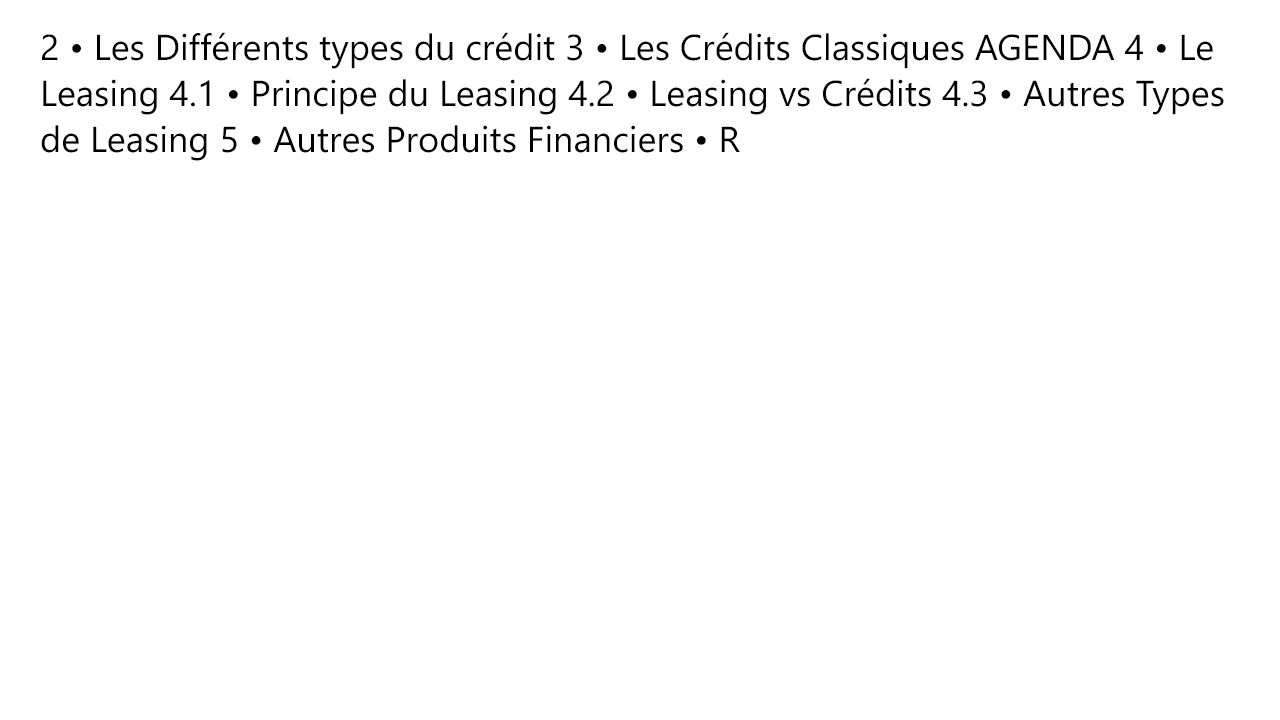 2 • Les Différents types du crédit 3 • Les Crédits Classiques AGENDA 4 • Le
Leasing 4.1 • Principe du Leasing 4.2 • Leasing vs Crédits 4.3 • Autres Types
de Leasing 5 • Autres Produits Financiers • R